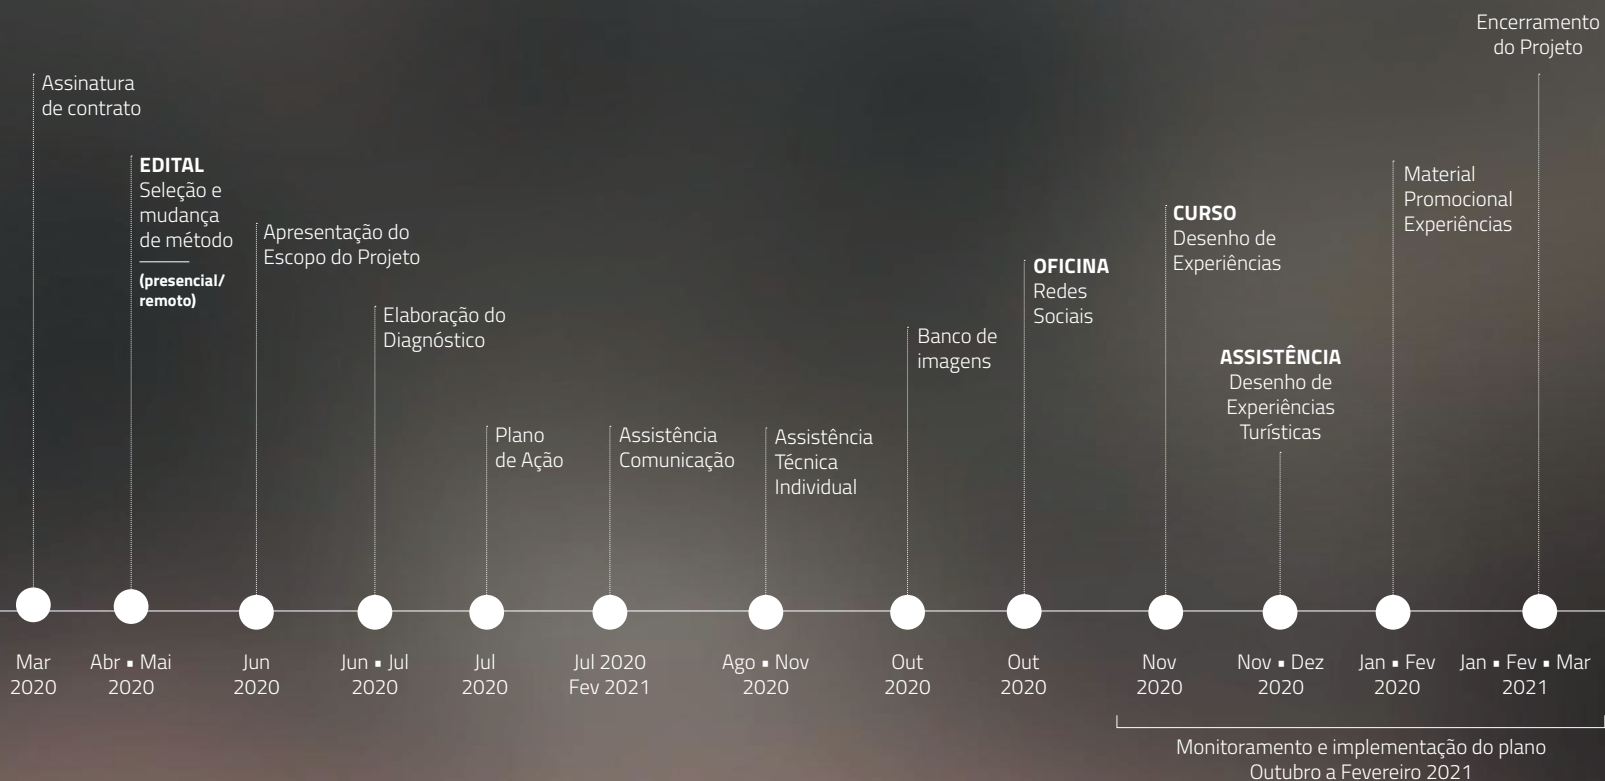 Assinatura
de contrato
EDITAL
Seleção e
mudança
de método
(presencial/
remoto)
Apresentação do
Escopo do Projeto
Elaboração do
Diagnóstico
Plano
de Ação
Assistência
Comunicação
Assistência
Técnica
Individual
Banco de
imagens
OFICINA
Redes
Sociais
CURSO
Desenho de
Experiências
ASSISTÊNCIA
Desenho de
Experiências
Turísticas
Material
Promocional
Experiências
Encerramento
do Projeto
Mar
2020
Abr ▪ Mai
2020
Jun
2020
Jun ▪ Jul
2020
Jul
2020
Jul 2020
Fev 2021
Ago ▪ Nov
2020
Out
2020
Out
2020
Nov
2020
Nov ▪ Dez
2020
Jan ▪ Fev
2020
Jan ▪ Fev ▪ Mar
2021
Monitoramento e implementação do plano
Outubro a Fevereiro 2021